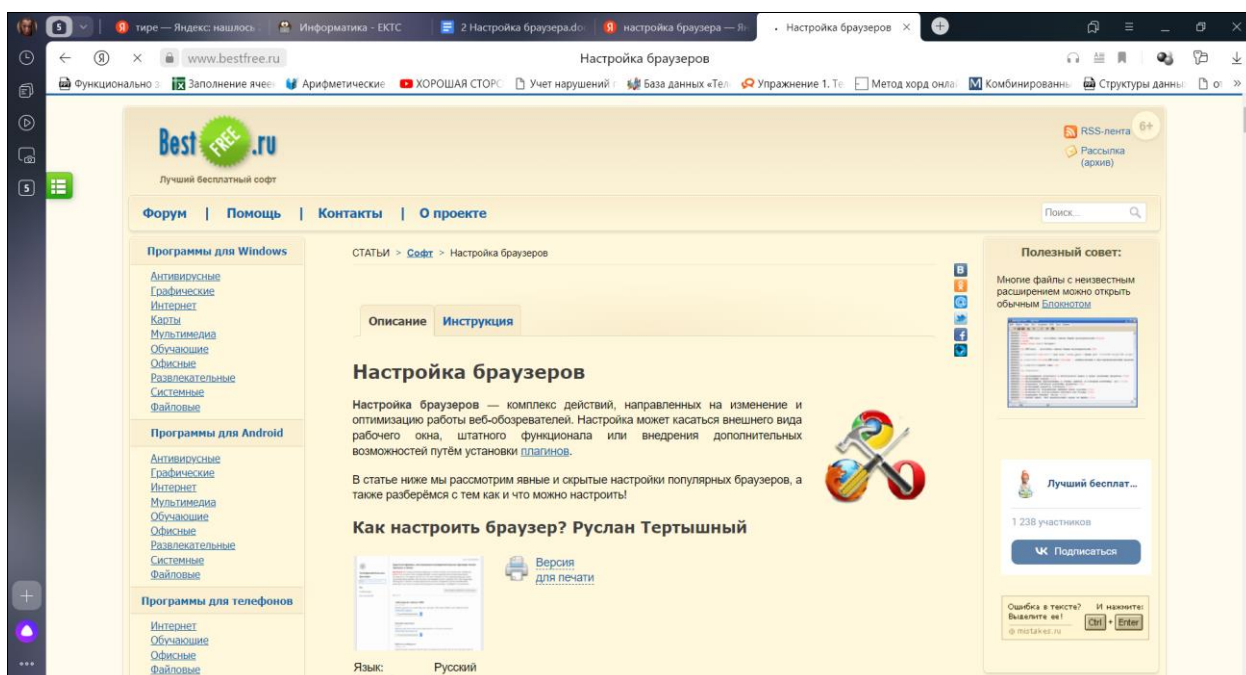 5
тире — Яндекс: нашлось
Информатика - ЕКТС
2 Настройка браузера.do
настройка браузера — Ян
Настройка браузеров
www.bestfree.ru
Настройка браузеров
Функционально з
Заполнение ячее
Арифметические
ХОРОШАЯ СТОРО
Учет нарушений
База данных «Тел
Упражнение 1. Те
Метод хорд онла
Комбинированны
Структуры данны
Best FREE .ru
Лучший бесплатный софт
RSS-лента
6+
Рассылка
(архив)
5
Форум | Помощь | Контакты | О проекте
Поиск...
Программы для Windows
Антивирусные
Графические
Интернет
Карты
Мультимедиа
Обучающие
Офисные
Развлекательные
Системные
Файловые
Программы для Android
Антивирусные
Графические
Интернет
Мультимедиа
Обучающие
Офисные
Развлекательные
Системные
Файловые
Программы для телефонов
Интернет
Обучающие
Офисные
Файловые
СТАТЬИ > Софт > Настройка браузеров
Описание Инструкция
Настройка браузеров
Настройка браузеров — комплекс действий, направленных на изменение и
оптимизацию работы веб-обозревателей. Настройка может касаться внешнего вида
рабочего окна, штатного функционала или внедрения дополнительных
возможностей путём установки плагинов.
В статье ниже мы рассмотрим явные и скрытые настройки популярных браузеров, а
также разберёмся с тем как и что можно настроить!
Как настроить браузер? Руслан Тертышный
Версия
для печати
Язык: Русский
Полезный совет:
Многие файлы с неизвестным
расширением можно открыть
обычным Блокнотом
Лучший бесплат...
1 238 участников
Подписаться
Ошибка в тексте? И нажмите:
Выделите ее! Ctrl + Enter
mistakes.ru